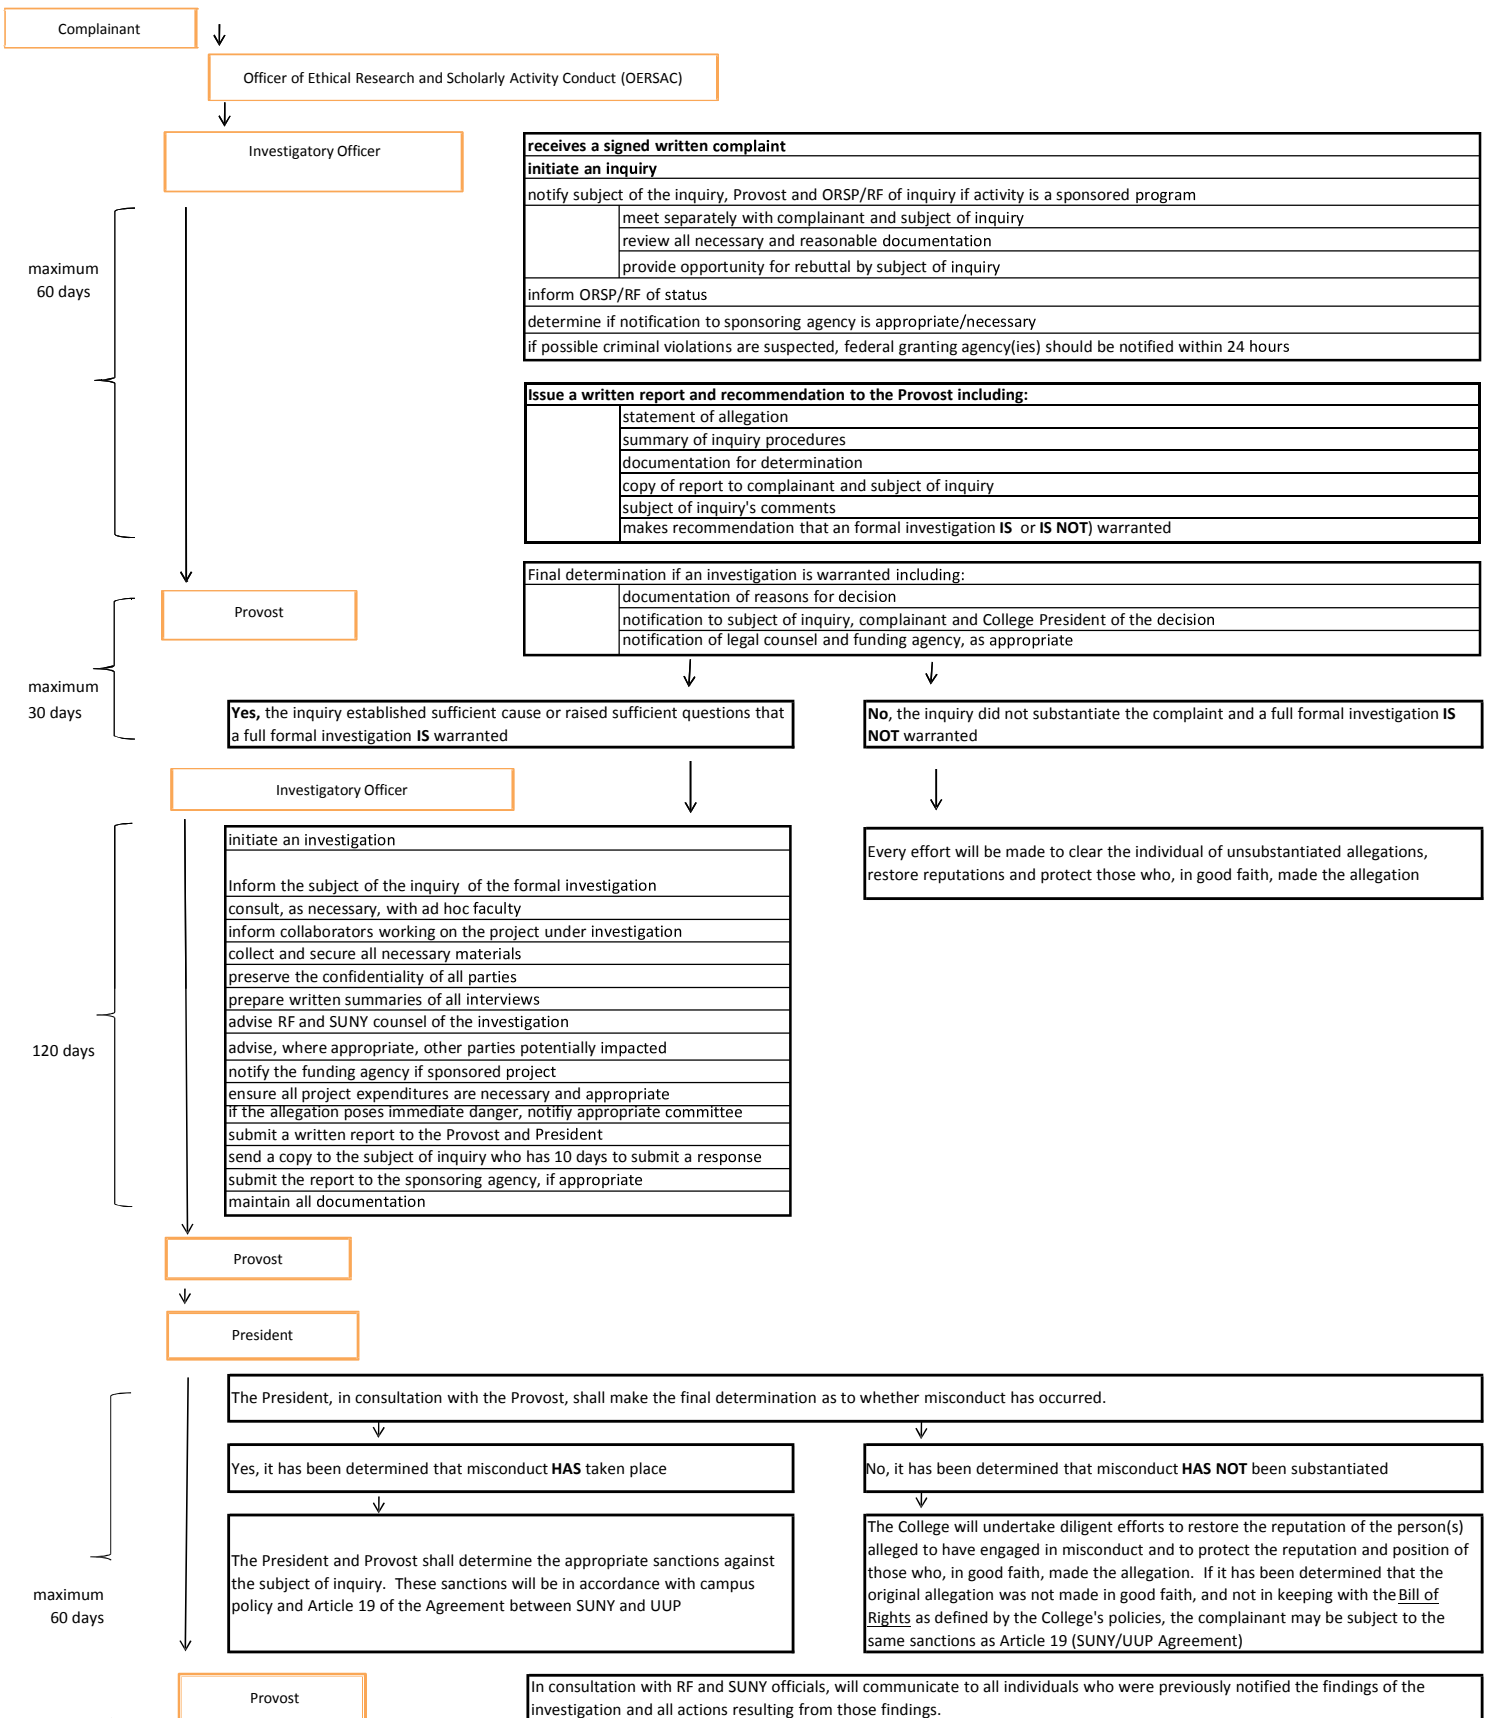 Complainant
Officer of Ethical Research and Scholarly Activity Conduct (OERSAC)
Investigatory Officer
receives a signed written complaint
initiate an inquiry
notify subject of the inquiry, Provost and ORSP/RF of inquiry if activity is a sponsored program
meet separately with complainant and subject of inquiry
review all necessary and reasonable documentation
provide opportunity for rebuttal by subject of inquiry
inform ORSP/RF of status
determine if notification to sponsoring agency is appropriate/necessary
if possible criminal violations are suspected, federal granting agency(ies) should be notified within 24 hours
maximum
60 days
Issue a written report and recommendation to the Provost including:
statement of allegation
summary of inquiry procedures
documentation for determination
copy of report to complainant and subject of inquiry
subject of inquiry's comments
makes recommendation that an formal investigation IS or IS NOT) warranted
Provost
Final determination if an investigation is warranted including:
documentation of reasons for decision
notification to subject of inquiry, complainant and College President of the decision
notification of legal counsel and funding agency, as appropriate
maximum
30 days
Yes, the inquiry established sufficient cause or raised sufficient questions that
a full formal investigation IS warranted
No, the inquiry did not substantiate the complaint and a full formal investigation IS
NOT warranted
Investigatory Officer
initiate an investigation
Inform the subject of the inquiry of the formal investigation
consult, as necessary, with ad hoc faculty
inform collaborators working on the project under investigation
collect and secure all necessary materials
preserve the confidentiality of all parties
prepare written summaries of all interviews
advise RF and SUNY counsel of the investigation
advise, where appropriate, other parties potentially impacted
notify the funding agency if sponsored project
ensure all project expenditures are necessary and appropriate
if the allegation poses immediate danger, notifiy appropriate committee
submit a written report to the Provost and President
send a copy to the subject of inquiry who has 10 days to submit a response
submit the report to the sponsoring agency, if appropriate
maintain all documentation
Every effort will be made to clear the individual of unsubstantiated allegations,
restore reputations and protect those who, in good faith, made the allegation
120 days
Provost
President
The President, in consultation with the Provost, shall make the final determination as to whether misconduct has occurred.
Yes, it has been determined that misconduct HAS taken place
No, it has been determined that misconduct HAS NOT been substantiated
The President and Provost shall determine the appropriate sanctions against
the subject of inquiry. These sanctions will be in accordance with campus
policy and Article 19 of the Agreement between SUNY and UUP
The College will undertake diligent efforts to restore the reputation of the person(s)
alleged to have engaged in misconduct and to protect the reputation and position of
those who, in good faith, made the allegation. If it has been determined that the
original allegation was not made in good faith, and not in keeping with the Bill of
Rights as defined by the College's policies, the complainant may be subject to the
same sanctions as Article 19 (SUNY/UUP Agreement)
maximum
60 days
Provost
In consultation with RF and SUNY officials, will communicate to all individuals who were previously notified the findings of the
investigation and all actions resulting from those findings.